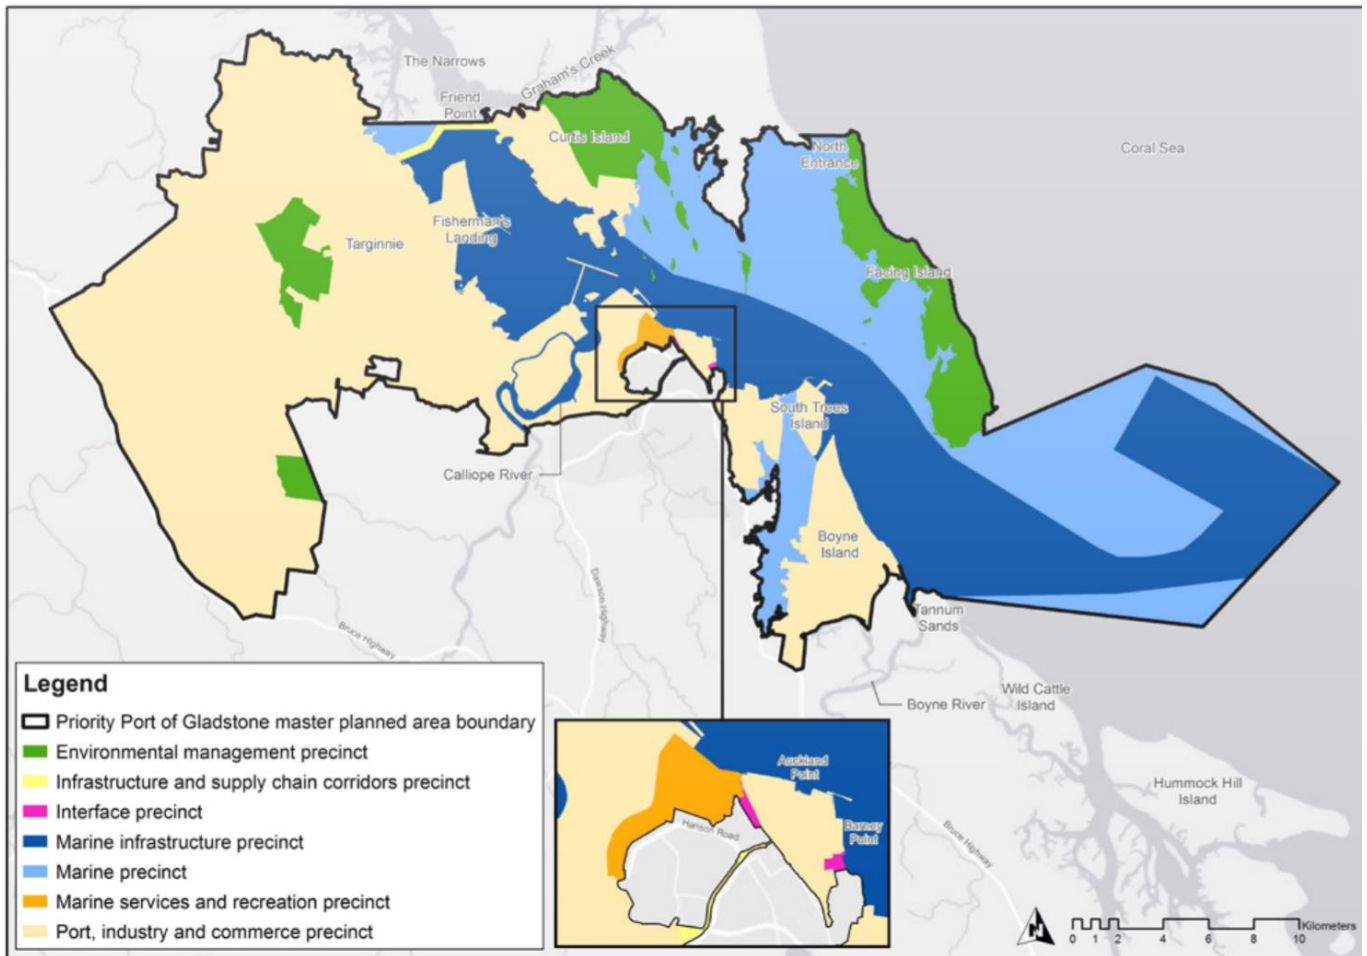 The Narrows
Graham's Creek
Friend
Point
Curtis Island
North
Entrance
Coral Sea
Fisherman's
Landing
Targinnie
Facing Island
South Trees
Island
Calliope River
Boyne
Island
Dawson Highway
Tannum
Sands
Bruce Highway
Wild Cattle
Island
Boyne River
Hummock Hill
Island
Bruce Highway
Legend
Priority Port of Gladstone master planned area boundary
Environmental management precinct
Infrastructure and supply chain corridors precinct
Interface precinct
Marine infrastructure precinct
Marine precinct
Marine services and recreation precinct
Port, industry and commerce precinct
Auckland
Point
Hanson Road
Barney
Point
N
Kilometers
0 1 2 4 6 8 10